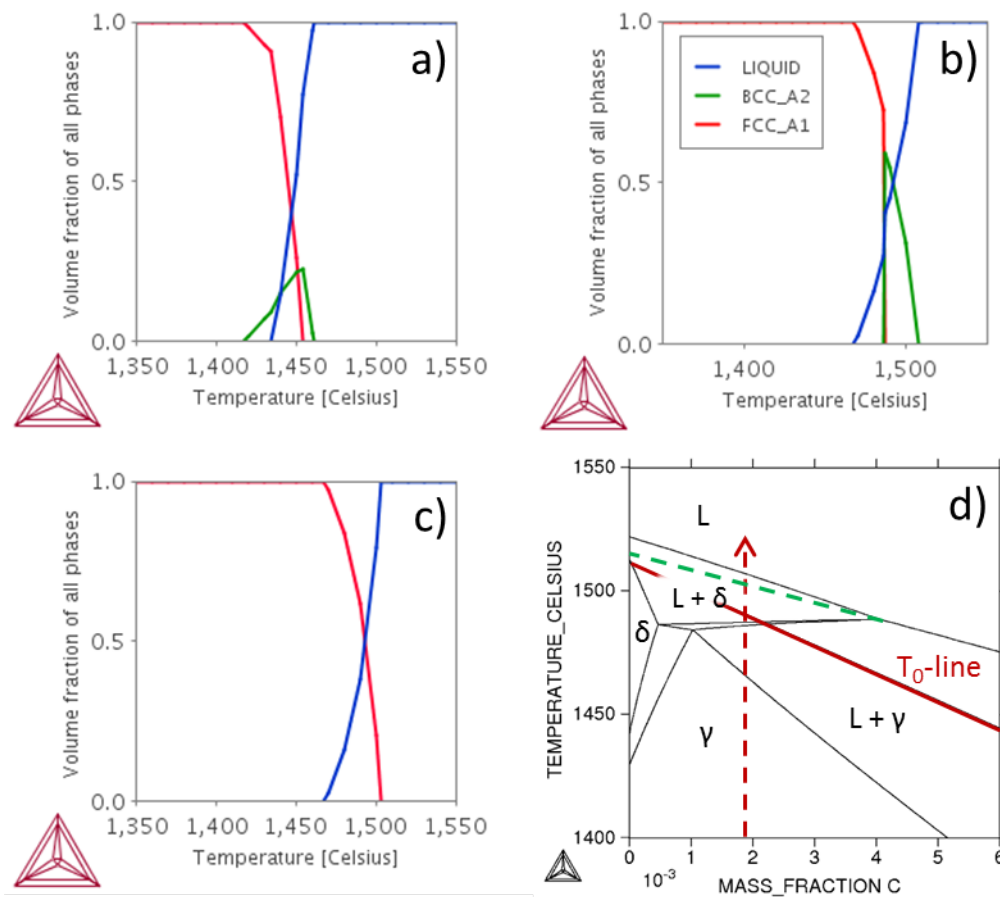 a)
Volume fraction of all phases
1.0
0.5
0.0
1,350 1,400 1,450 1,500 1,550
Temperature [Celsius]
b)
LIQUID
BCC_A2
FCC_A1
Volume fraction of all phases
1.0
0.5
0.0
1,400 1,500
Temperature [Celsius]
c)
Volume fraction of all phases
1.0
0.5
0.0
1,350 1,400 1,450 1,500 1,550
Temperature [Celsius]
d)
TEMPERATURE_CELSIUS
1550
1500
1450
1400
L
L + δ
δ
T0-line
L + γ
γ
0 1 2 3 4 5 6
10-3
MASS_FRACTION C